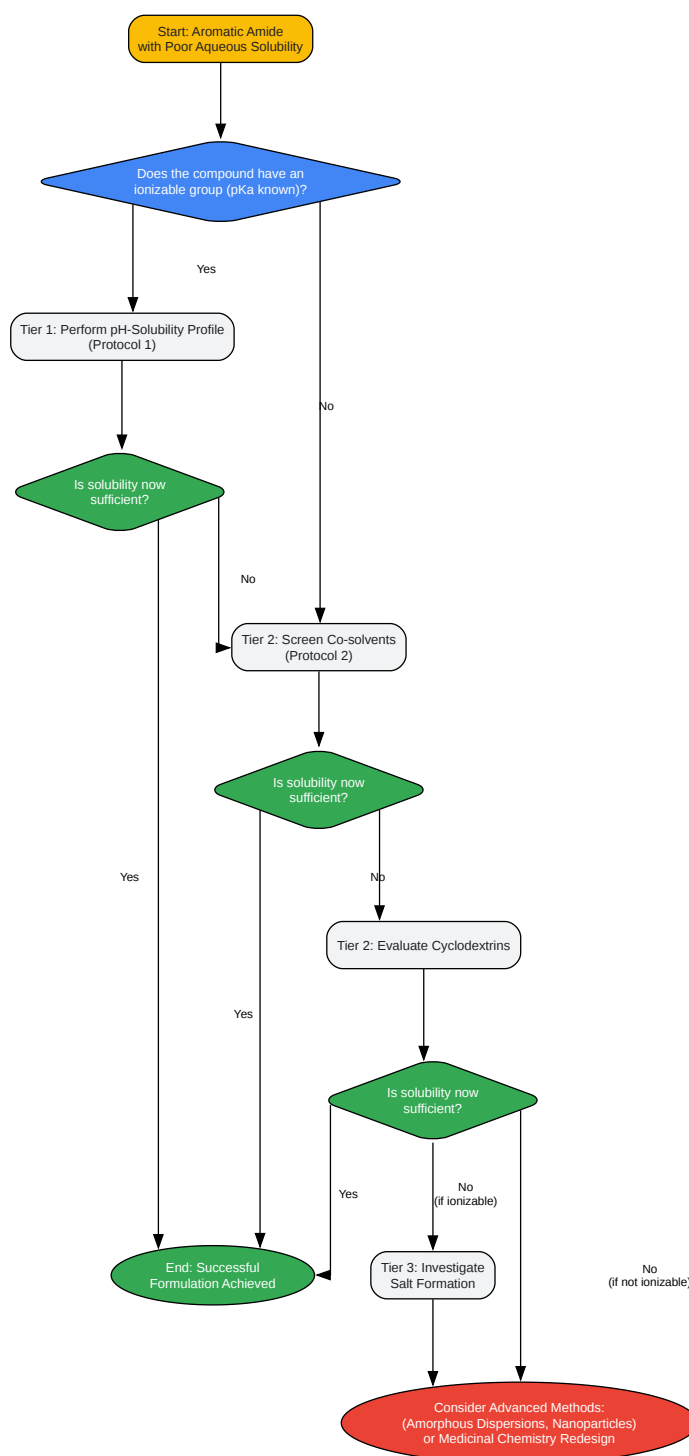 Start: Aromatic Amide
with Poor Aqueous Solubility
Does the compound have an
ionizable group (pKa known)?
Yes
Tier 1: Perform pH-Solubility Profile
(Protocol 1)
No
Is solubility now
sufficient?
No
Tier 2: Screen Co-solvents
(Protocol 2)
Is solubility now
sufficient?
Yes
No
Tier 2: Evaluate Cyclodextrins
Yes
Is solubility now
sufficient?
Yes
No
(if ionizable)
End: Successful
Formulation Achieved
Tier 3: Investigate
Salt Formation
No
(if not ionizable)
Consider Advanced Methods:
(Amorphous Dispersions, Nanoparticles)
or Medicinal Chemistry Redesign